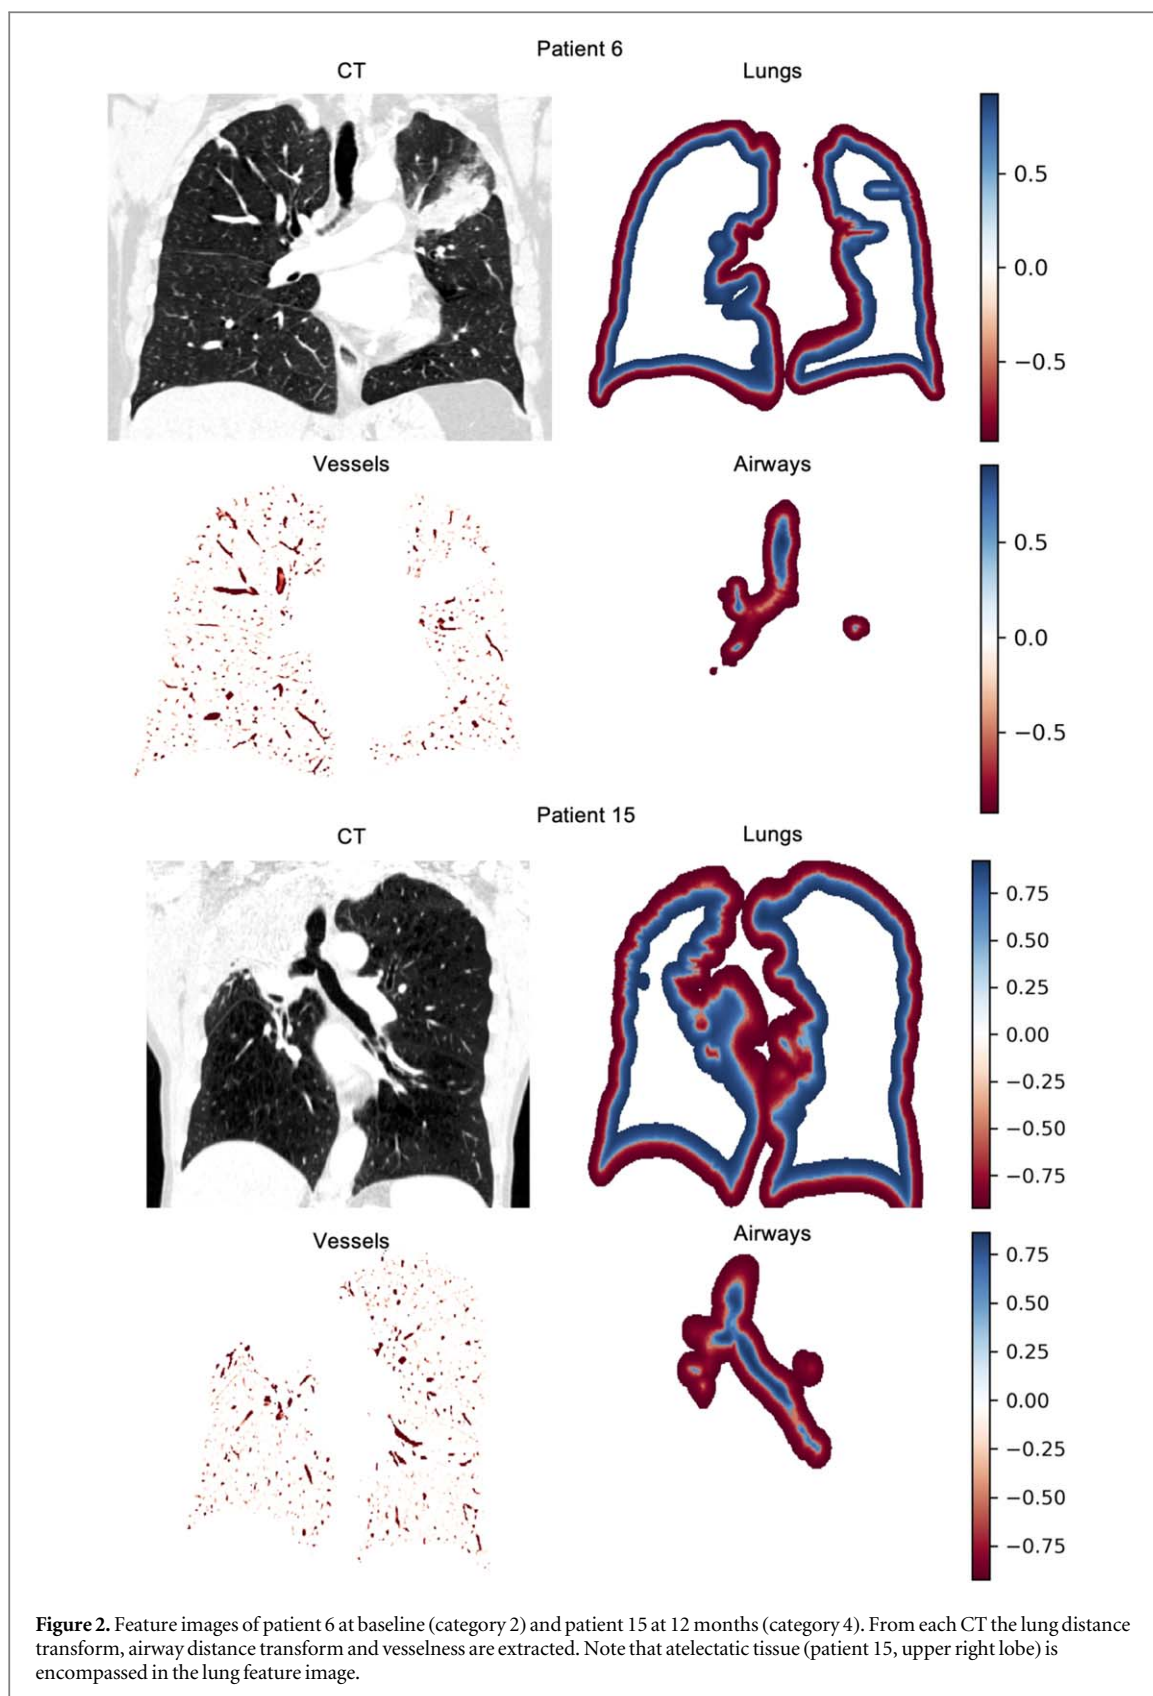 Patient 6
CT
Lungs
0.5
0.0
−0.5
Vessels
Airways
0.5
0.0
−0.5
Patient 15
CT
Lungs
0.75
0.50
0.25
0.00
−0.25
−0.50
−0.75
Vessels
Airways
0.75
0.50
0.25
0.00
−0.25
−0.50
−0.75
Figure 2. Feature images of patient 6 at baseline (category 2) and patient 15 at 12 months (category 4). From each CT the lung distance
transform, airway distance transform and vesselness are extracted. Note that atelectatic tissue (patient 15, upper right lobe) is
encompassed in the lung feature image.